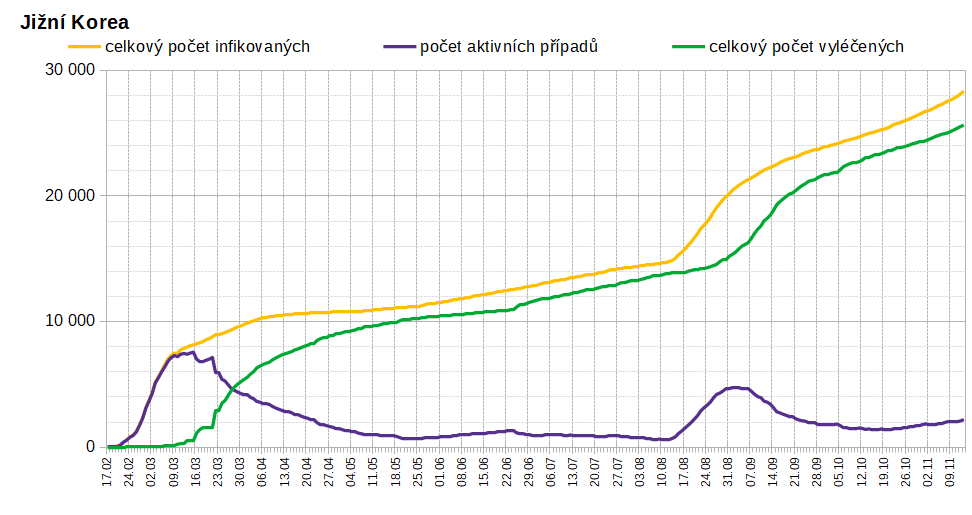 Jižní Korea
celkový počet infikovaných počet aktivních případů celkový počet vyléčených
30 000
20 000
10 000
0
17.02 24.02 02.03 09.03 16.03 23.03 30.03 06.04 13.04 20.04 27.04 04.05 11.05 18.05 25.05 01.06 08.06 15.06 22.06 29.06 06.07 13.07 20.07 27.07 03.08 10.08 17.08 24.08 31.08 07.09 14.09 21.09 28.09 05.10 12.10 19.10 26.10 02.11 09.11